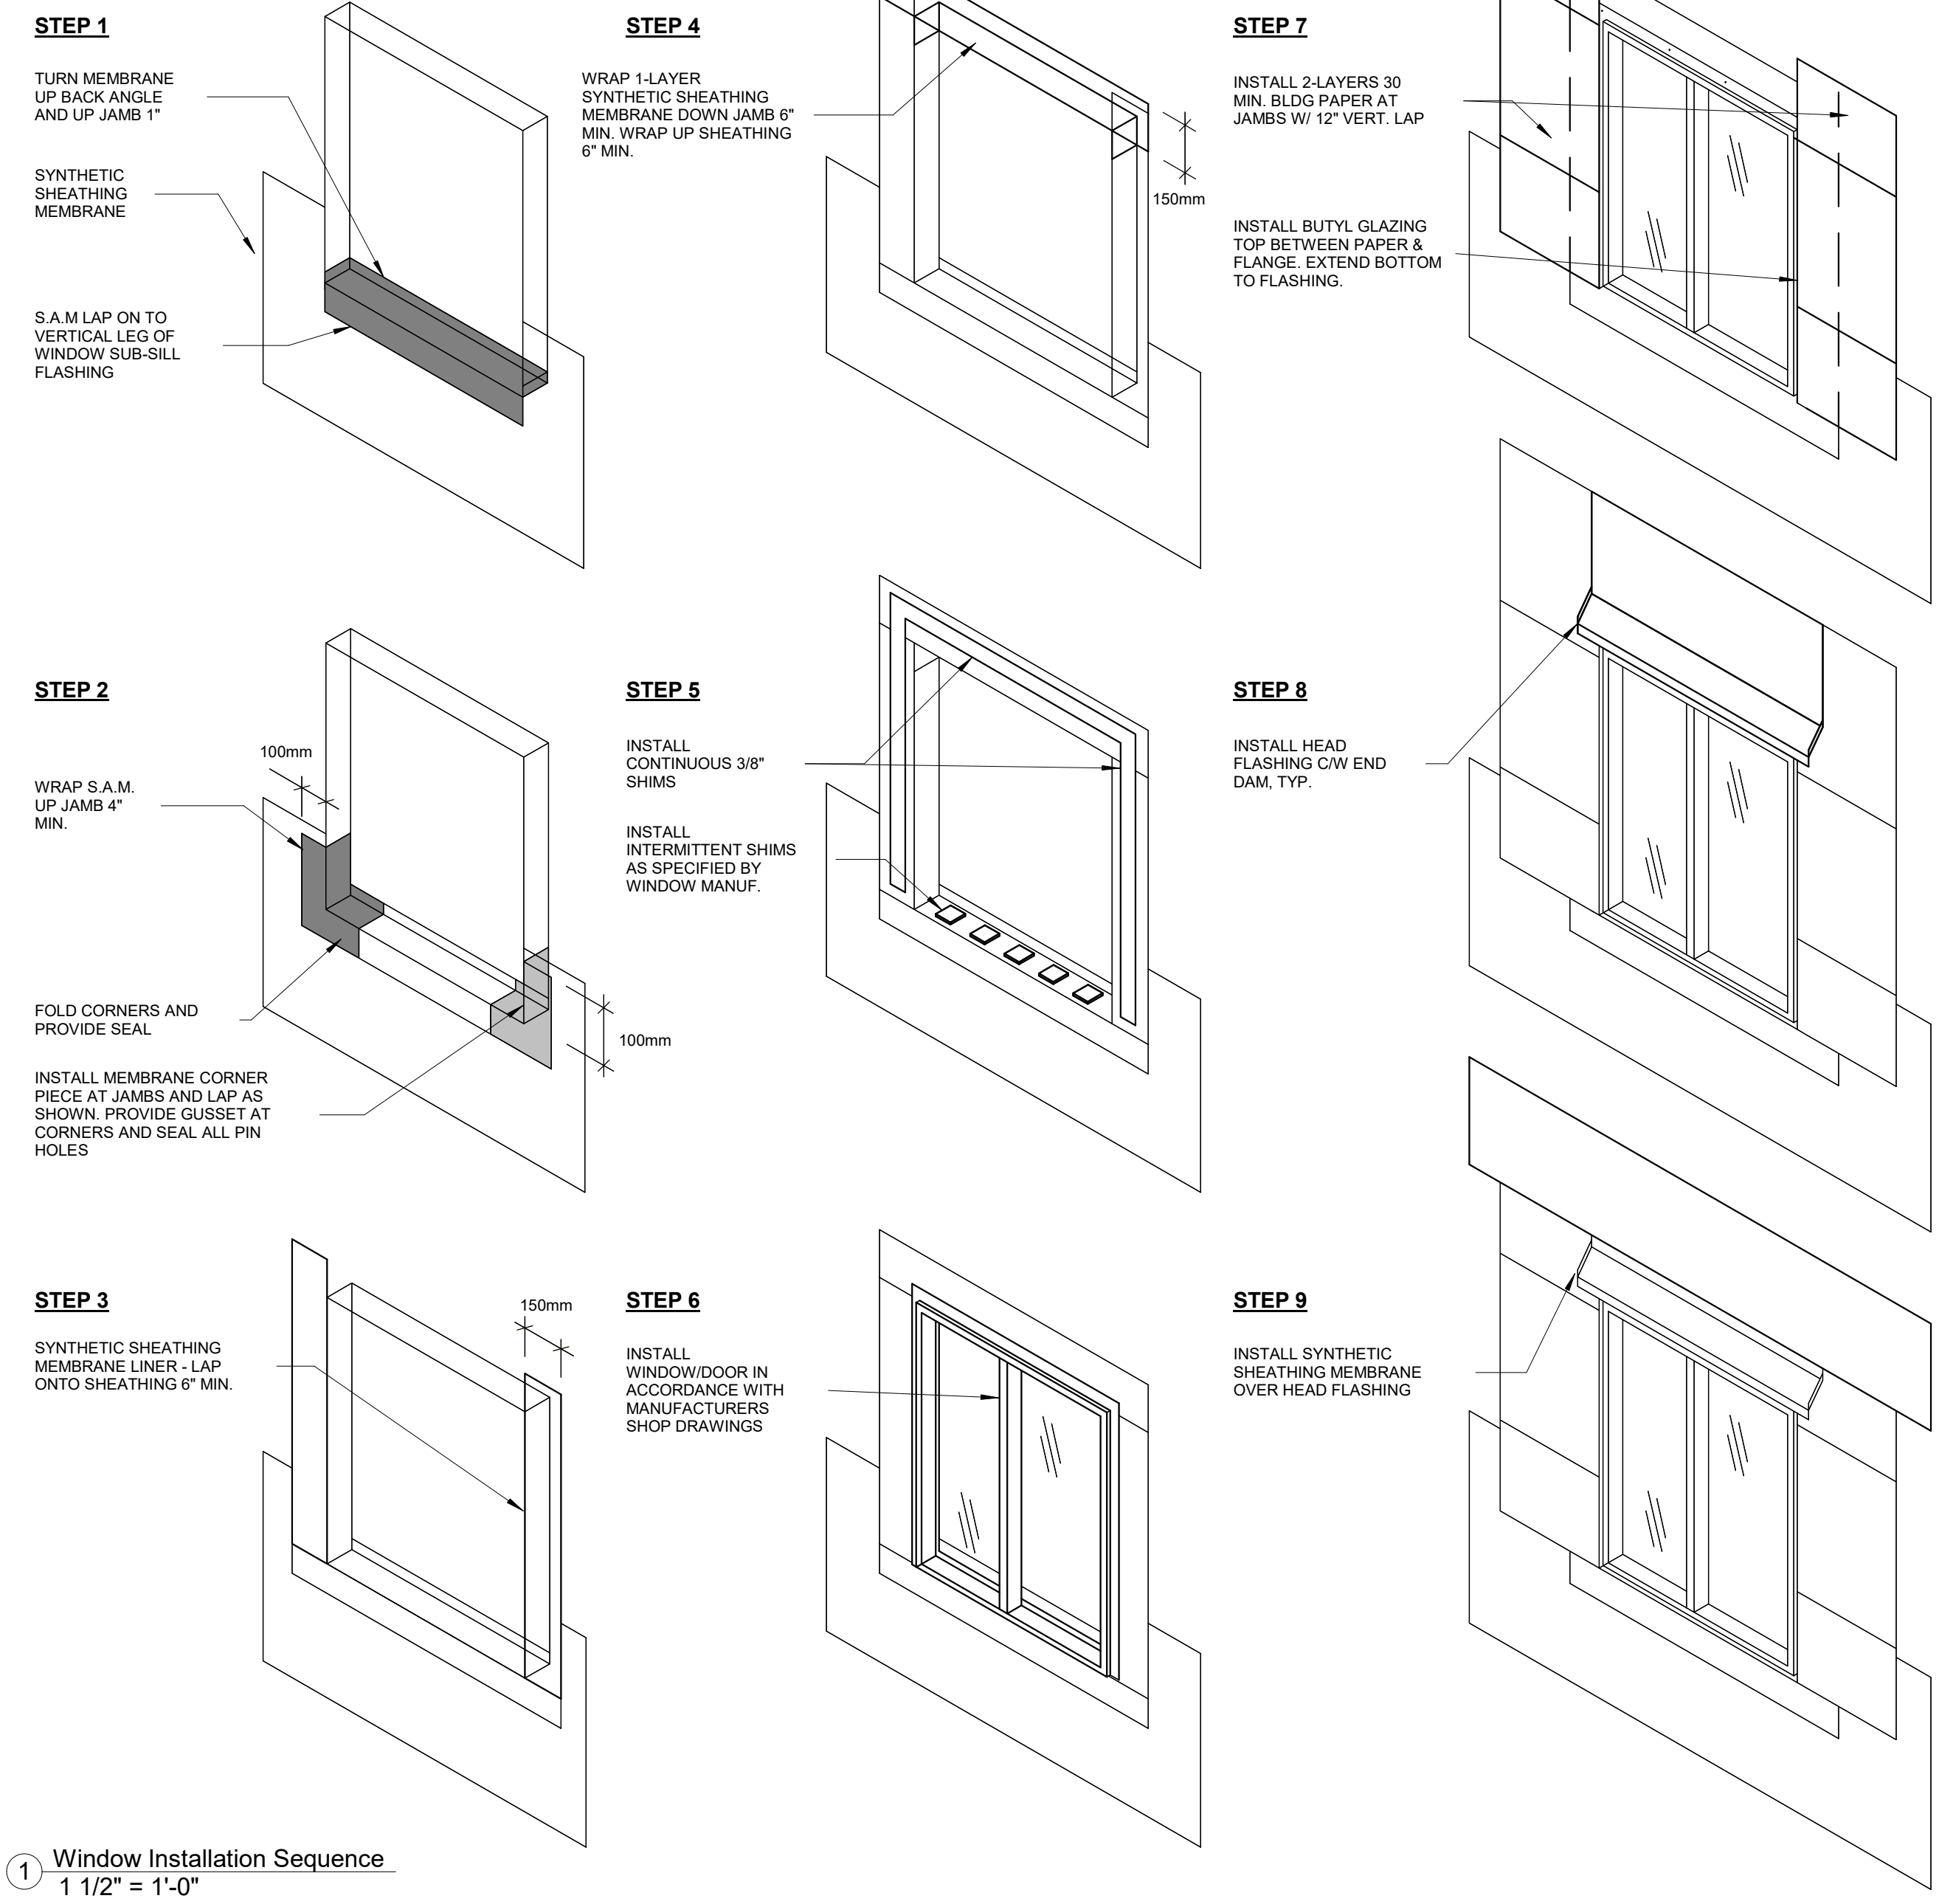 STEP 1
TURN MEMBRANE
UP BACK ANGLE
AND UP JAMB 1"
SYNTHETIC
SHEATHING
MEMBRANE
S.A.M LAP ON TO
VERTICAL LEG OF
WINDOW SUB-SILL
FLASHING
STEP 2
100mm
WRAP S.A.M.
UP JAMB 4"
MIN.
FOLD CORNERS AND
PROVIDE SEAL
100mm
INSTALL MEMBRANE CORNER
PIECE AT JAMBS AND LAP AS
SHOWN. PROVIDE GUSSET AT
CORNERS AND SEAL ALL PIN
HOLES
STEP 3
150mm
SYNTHETIC SHEATHING
MEMBRANE LINER - LAP
ONTO SHEATHING 6" MIN.
STEP 4
WRAP 1-LAYER
SYNTHETIC SHEATHING
MEMBRANE DOWN JAMB 6"
MIN. WRAP UP SHEATHING
6" MIN.
150mm
STEP 5
INSTALL
CONTINUOUS 3/8"
SHIMS
INSTALL
INTERMITTENT SHIMS
AS SPECIFIED BY
WINDOW MANUF.
STEP 6
INSTALL
WINDOW/DOOR IN
ACCORDANCE WITH
MANUFACTURERS
SHOP DRAWINGS
STEP 7
INSTALL 2-LAYERS 30
MIN. BLDG PAPER AT
JAMBS W/ 12" VERT. LAP
INSTALL BUTYL GLAZING
TOP BETWEEN PAPER &
FLANGE. EXTEND BOTTOM
TO FLASHING.
STEP 8
INSTALL HEAD
FLASHING C/W END
DAM, TYP.
STEP 9
INSTALL SYNTHETIC
SHEATHING MEMBRANE
OVER HEAD FLASHING
1 Window Installation Sequence
1 1/2" = 1'-0"